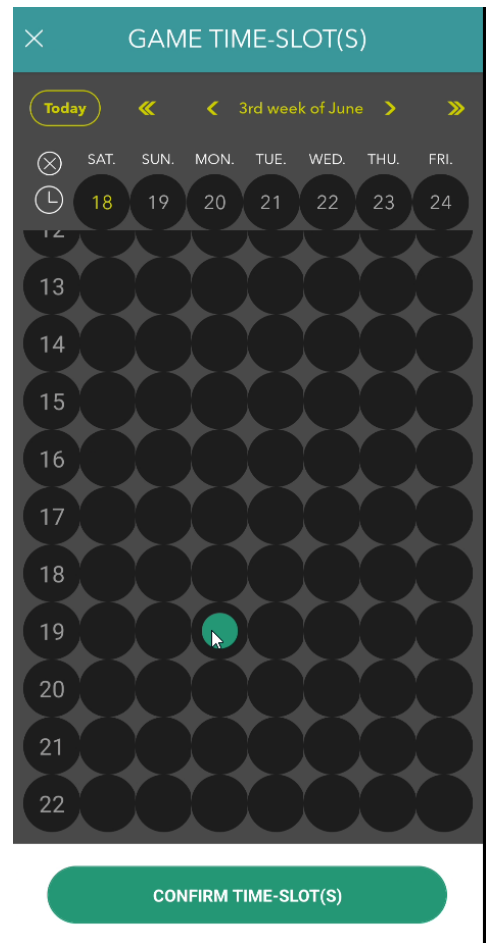 GAME TIME-SLOT(S)
Today 3rd week of June
SAT. SUN. MON. TUE. WED. THU. FRI.
18 19 20 21 22 23 24
12
13
14
15
16
17
18
19
20
21
22
CONFIRM TIME-SLOT(S)